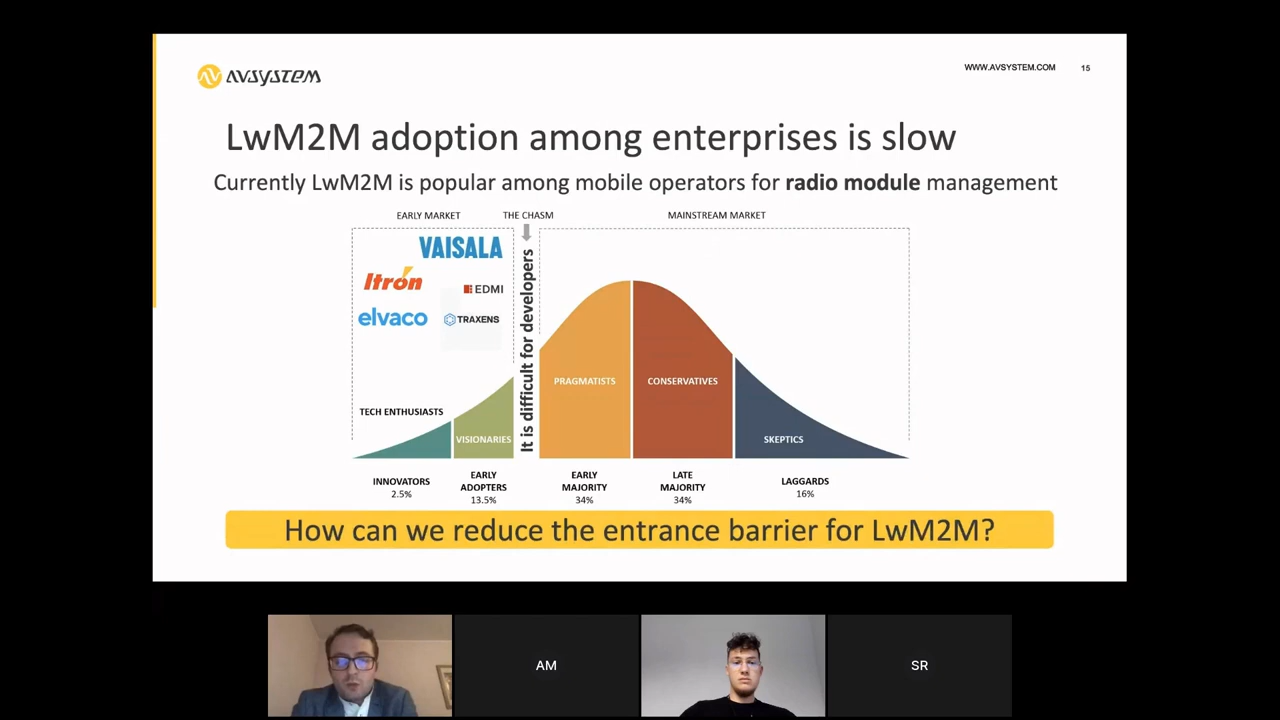 AVSYSTEM
WWW.AVSYSTEM.COM
15
LwM2M adoption among enterprises is slow
Currently LwM2M is popular among mobile operators for radio module management
EARLY MARKET
THE CHASM
MAINSTREAM MARKET
VAISALA
Itrón
EDMI
elvaco
TRAXENS
It is difficult for developers
TECH ENTHUSIASTS
VISIONARIES
PRAGMATISTS
CONSERVATIVES
SKEPTICS
INNOVATORS
2.5%
EARLY
ADOPTERS
13.5%
EARLY
MAJORITY
34%
LATE
MAJORITY
34%
LAGGARDS
16%
How can we reduce the entrance barrier for LwM2M?
AM
SR